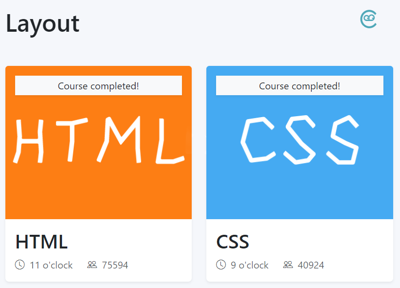 Layout
Course completed!
HTML
HTML
11 o'clock 75594
Course completed!
CSS
CSS
9 o'clock 40924